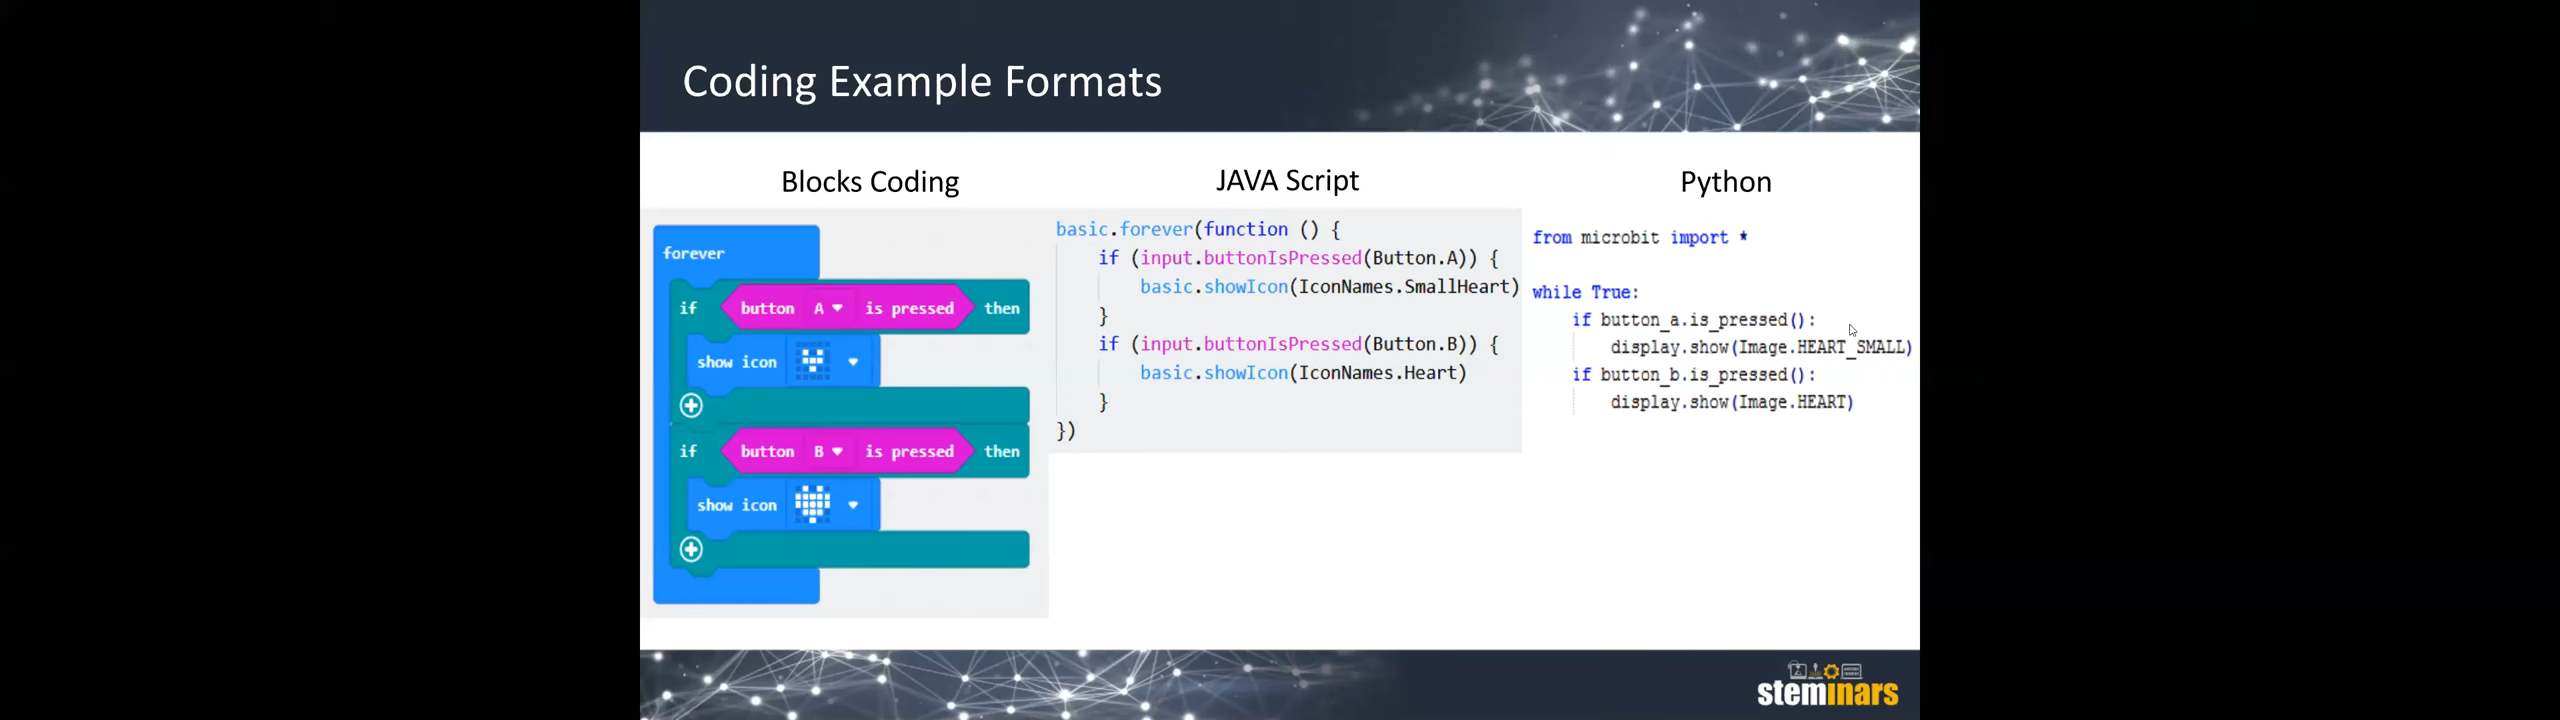 Coding Example Formats
Blocks Coding
forever
if button A is pressed then
show icon
if button B is pressed then
show icon
JAVA Script
basic.forever(function () {
    if (input.buttonIsPressed(Button.A)) {
        basic.showIcon(IconNames.SmallHeart)
    }
    if (input.buttonIsPressed(Button.B)) {
        basic.showIcon(IconNames.Heart)
    }
})
Python
from microbit import *
while True:
    if button_a.is_pressed():
        display.show(Image.HEART_SMALL)
    if button_b.is_pressed():
        display.show(Image.HEART)
steminars